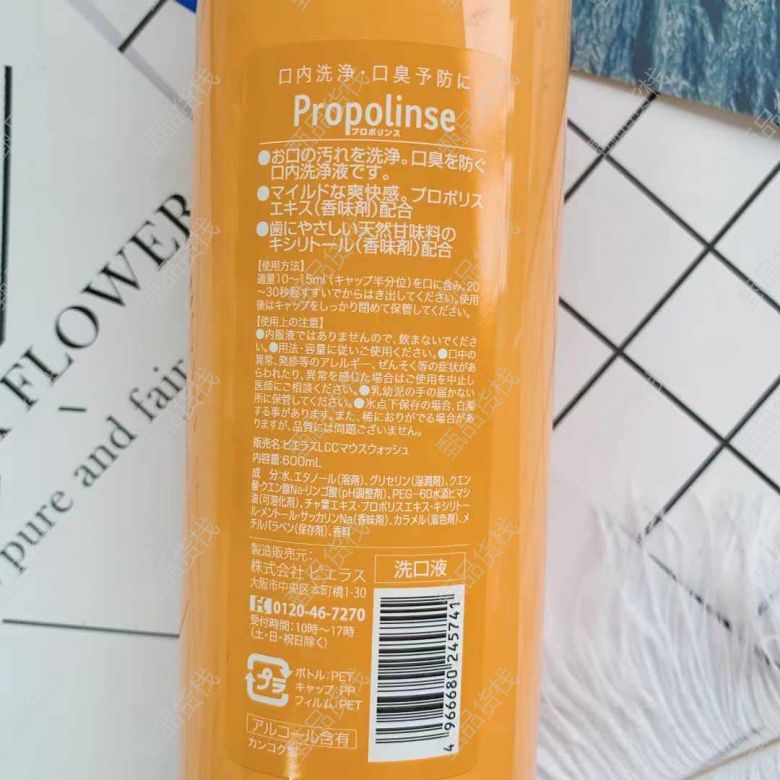 口内洗浄・口臭予防に
Propolinse
プロポリンス
●お口の汚れを洗浄。口臭を防ぐ
口内洗浄液です。
●マイルドな爽快感。プロポリス
エキス(香味剤)配合
●歯にやさしい天然甘味料の
キシリトール(香味剤)配合
【使用方法】
適量10〜15ml(キャップ半分位)を口に含み、20
〜30秒程すすいでからはき出してください。使用
後はキャップをしっかり閉めて保管してください。
【使用上の注意】
●内服液ではありませんので、飲まないでくださ
い。●用法・容量に従いご使用ください。●口中の
異常、発疹等のアレルギー、ぜんそく等の症状があ
らわれたり、異常を感じた場合はご使用を中止し
医師にご相談ください。●乳幼児の手の届かない
所に保管してください。●氷点下保存の場合、白濁
する事があります。また、稀におりがでる場合があ
りますが、品質には問題ございません。
販売名:ピエラスLCCマウスウォッシュ
内容量:600mL
成 分:水、エタノール(溶剤)、グリセリン(湿潤剤)、クエン
酸・クエン酸Na・リンゴ酸(pH調整剤)、PEG-60水添ヒマシ
油(可溶化剤)、チャ葉エキス・プロポリスエキス・キシリトー
ル・メントール・サッカリンNa(香味剤)、カラメル(着色剤)、メ
チルパラベン(保存剤)、香料
製造販売元:
株式会社 ピエラス
大阪市中央区本町橋1-30
0120-46-7270
受付時間:10時〜17時
(土・日・祝日除く)
洗口液
プラ
ボトル:PET
キャップ:PP
フィルム:PET
アルコール含有
カンコク製
4 966680 245741
FLOWER
pure and fair
甄品货栈